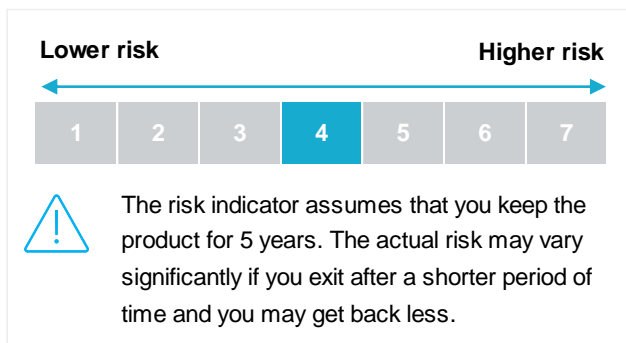 Lower risk Higher risk
1 2 3 4 5 6 7
The risk indicator assumes that you keep the
product for 5 years. The actual risk may vary
significantly if you exit after a shorter period of
time and you may get back less.